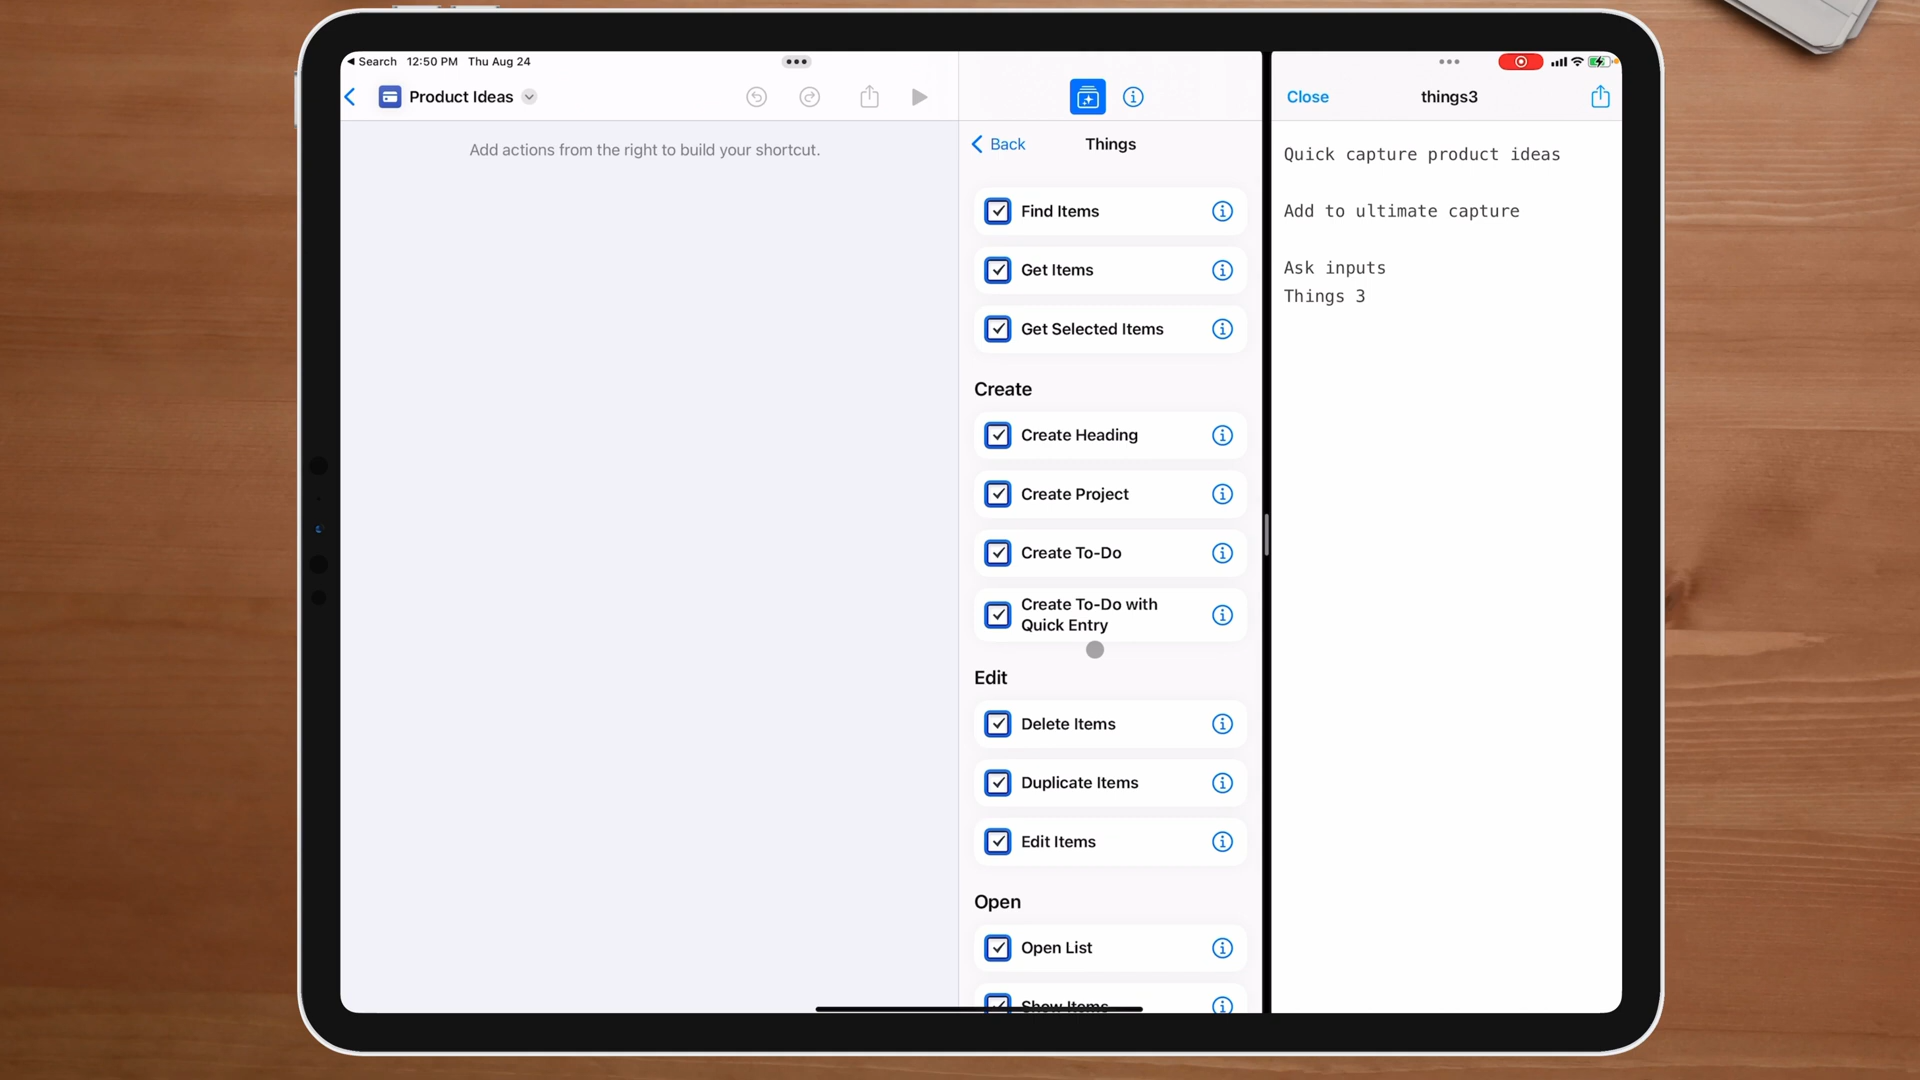 Search 12:50 PM Thu Aug 24
Product Ideas
Add actions from the right to build your shortcut.
Back
Things
Find Items
Get Items
Get Selected Items
Create
Create Heading
Create Project
Create To-Do
Create To-Do with
Quick Entry
Edit
Delete Items
Duplicate Items
Edit Items
Open
Open List
Show Items
Close
things3
Quick capture product ideas
Add to ultimate capture
Ask inputs
Things 3